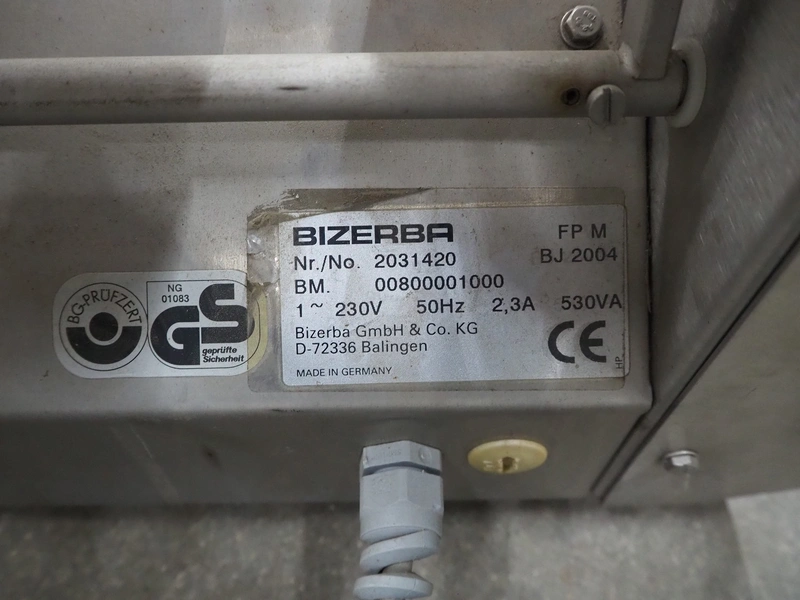 BIZERBA FP M
Nr./No. 2031420 BJ 2004
BM. 00800001000
1~ 230V 50Hz 2,3A 530VA
Bizerba GmbH & Co. KG
D-72336 Balingen
CE
MADE IN GERMANY
HP
BG-PRÜFZERT
NG
01083
GS
geprüfte
Sicherheit